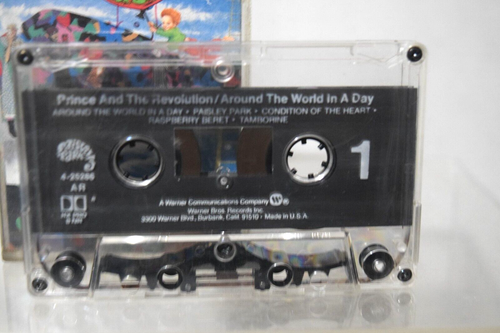 Prince And The Revolution/Around The World In A Day
AROUND THE WORLD IN A DAY • PAISLEY PARK • CONDITION OF THE HEART •
RASPBERRY BERET • TAMBORINE
1
4-25286
AR
A Warner Communications Company
Warner Bros. Records Inc.
3300 Warner Blvd., Burbank, Calif. 91510 • Made in U.S.A.